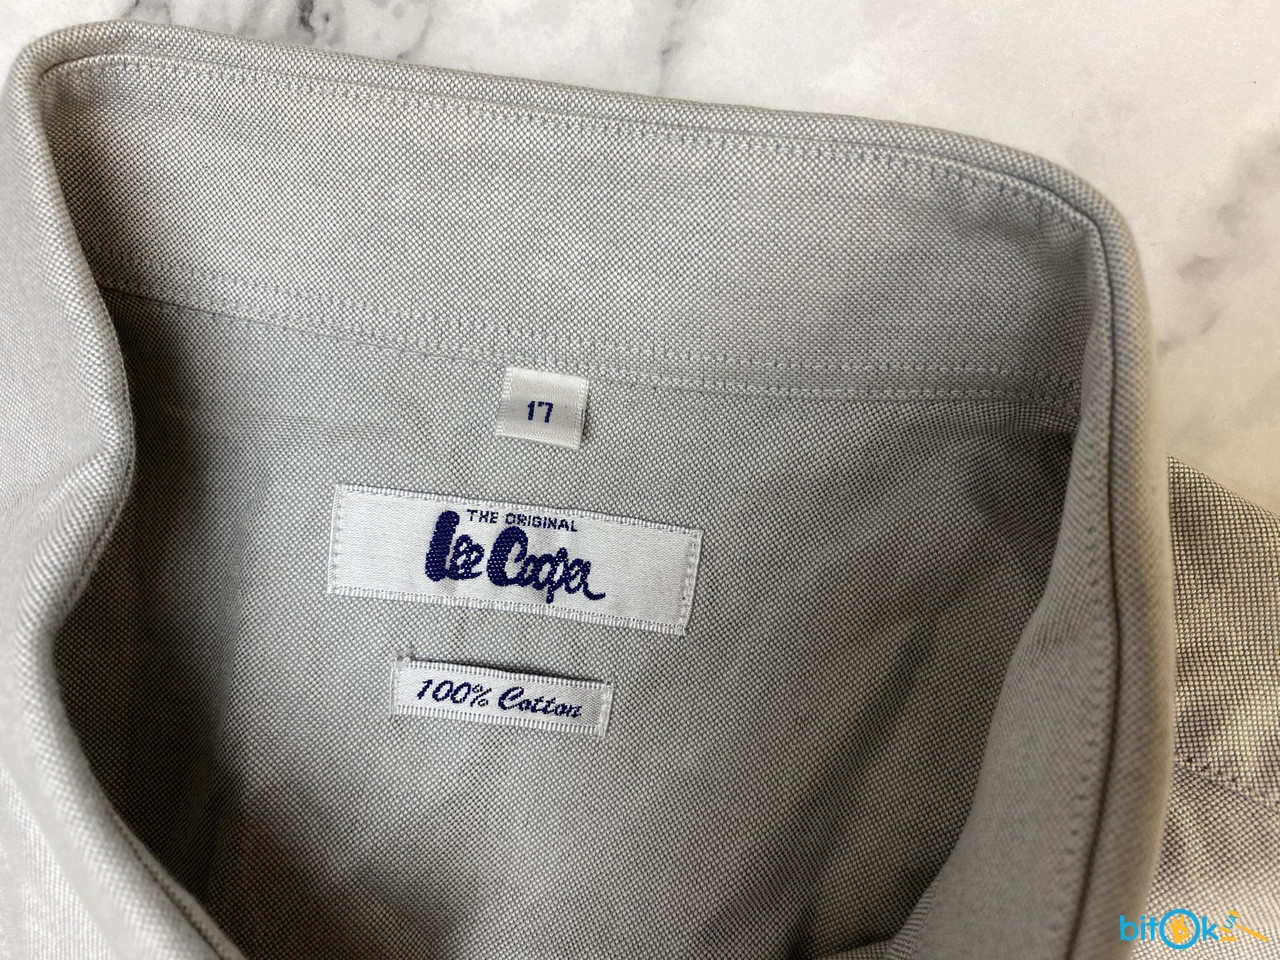 17
THE ORIGINAL
Lee Cooper
100% Cotton
bitOk